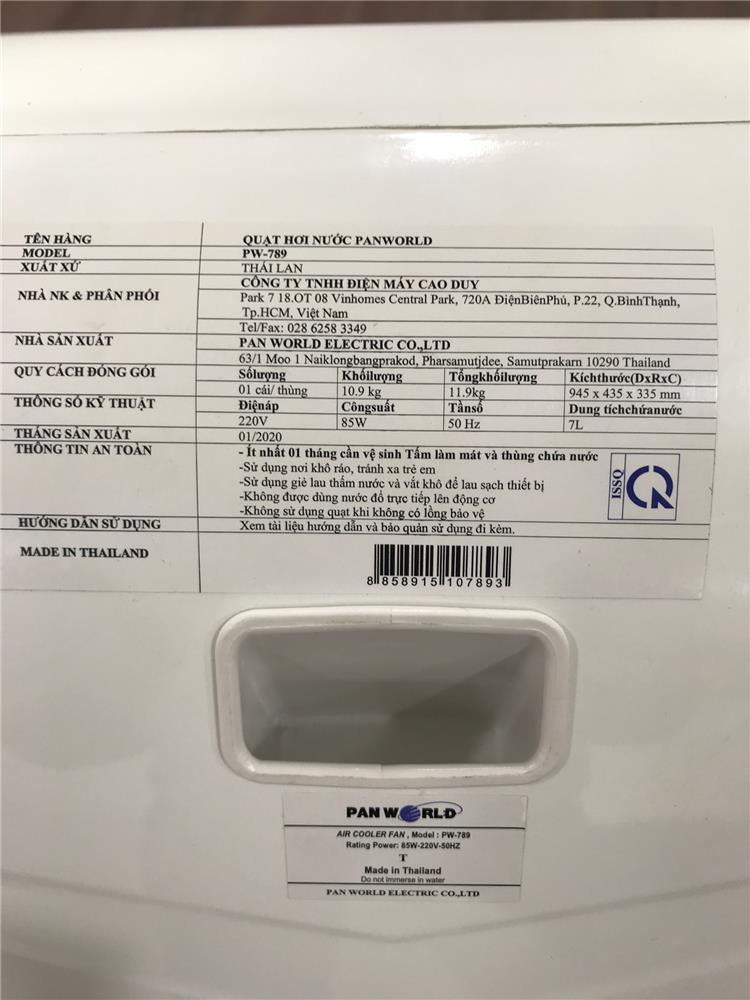 TÊN HÀNG QUẠT HƠI NƯỚC PANWORLD
MODEL PW-789
XUẤT XỨ THÁI LAN
NHÀ NK & PHÂN PHỐI CÔNG TY TNHH ĐIỆN MÁY CAO DUY
Park 7 18.OT 08 Vinhomes Central Park, 720A ĐiệnBiênPhủ, P.22, Q.BìnhThạnh,
Tp.HCM, Việt Nam
Tel/Fax: 028 6258 3349
NHÀ SẢN XUẤT PAN WORLD ELECTRIC CO.,LTD
63/1 Moo 1 Naiklongbangprakod, Pharsamutjdee, Samutprakarn 10290 Thailand
QUY CÁCH ĐÓNG GÓI Sốlượng Khốilượng Tổngkhốilượng Kíchthước(DxRxC)
01 cái/ thùng 10.9 kg 11.9kg 945 x 435 x 335 mm
THÔNG SỐ KỸ THUẬT Điệnáp Côngsuất Tầnsố Dung tíchchứanước
220V 85W 50 Hz 7L
THÁNG SẢN XUẤT 01/2020
THÔNG TIN AN TOÀN - Ít nhất 01 tháng cần vệ sinh Tấm làm mát và thùng chứa nước
-Sử dụng nơi khô ráo, tránh xa trẻ em
-Sử dụng giẻ lau thấm nước và vắt khô để lau sạch thiết bị
-Không được dùng nước đổ trực tiếp lên động cơ
-Không sử dụng quạt khi không có lồng bảo vệ
ISSQ
HƯỚNG DẪN SỬ DỤNG Xem tài liệu hướng dẫn và bảo quản sử dụng đi kèm.
MADE IN THAILAND
8 858915 107893
PAN WORLD
AIR COOLER FAN , Model : PW-789
Rating Power: 85W-220V-50HZ
T
Made in Thailand
Do not immerse in water
PAN WORLD ELECTRIC CO.,LTD